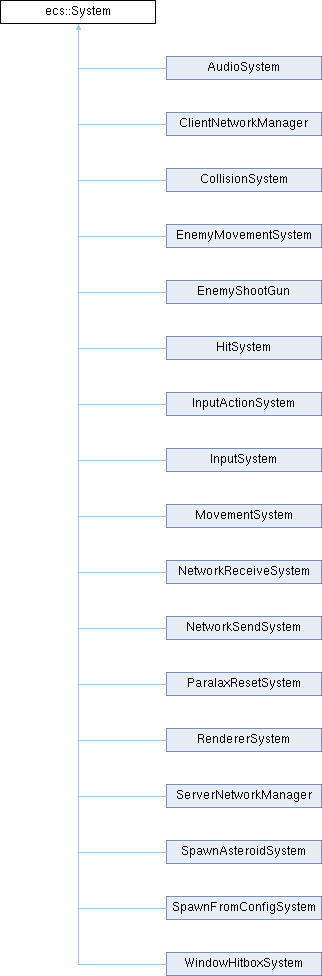 ecs::System
AudioSystem
ClientNetworkManager
CollisionSystem
EnemyMovementSystem
EnemyShootGun
HitSystem
InputActionSystem
InputSystem
MovementSystem
NetworkReceiveSystem
NetworkSendSystem
ParalaxResetSystem
RendererSystem
ServerNetworkManager
SpawnAsteroidSystem
SpawnFromConfigSystem
WindowHitboxSystem